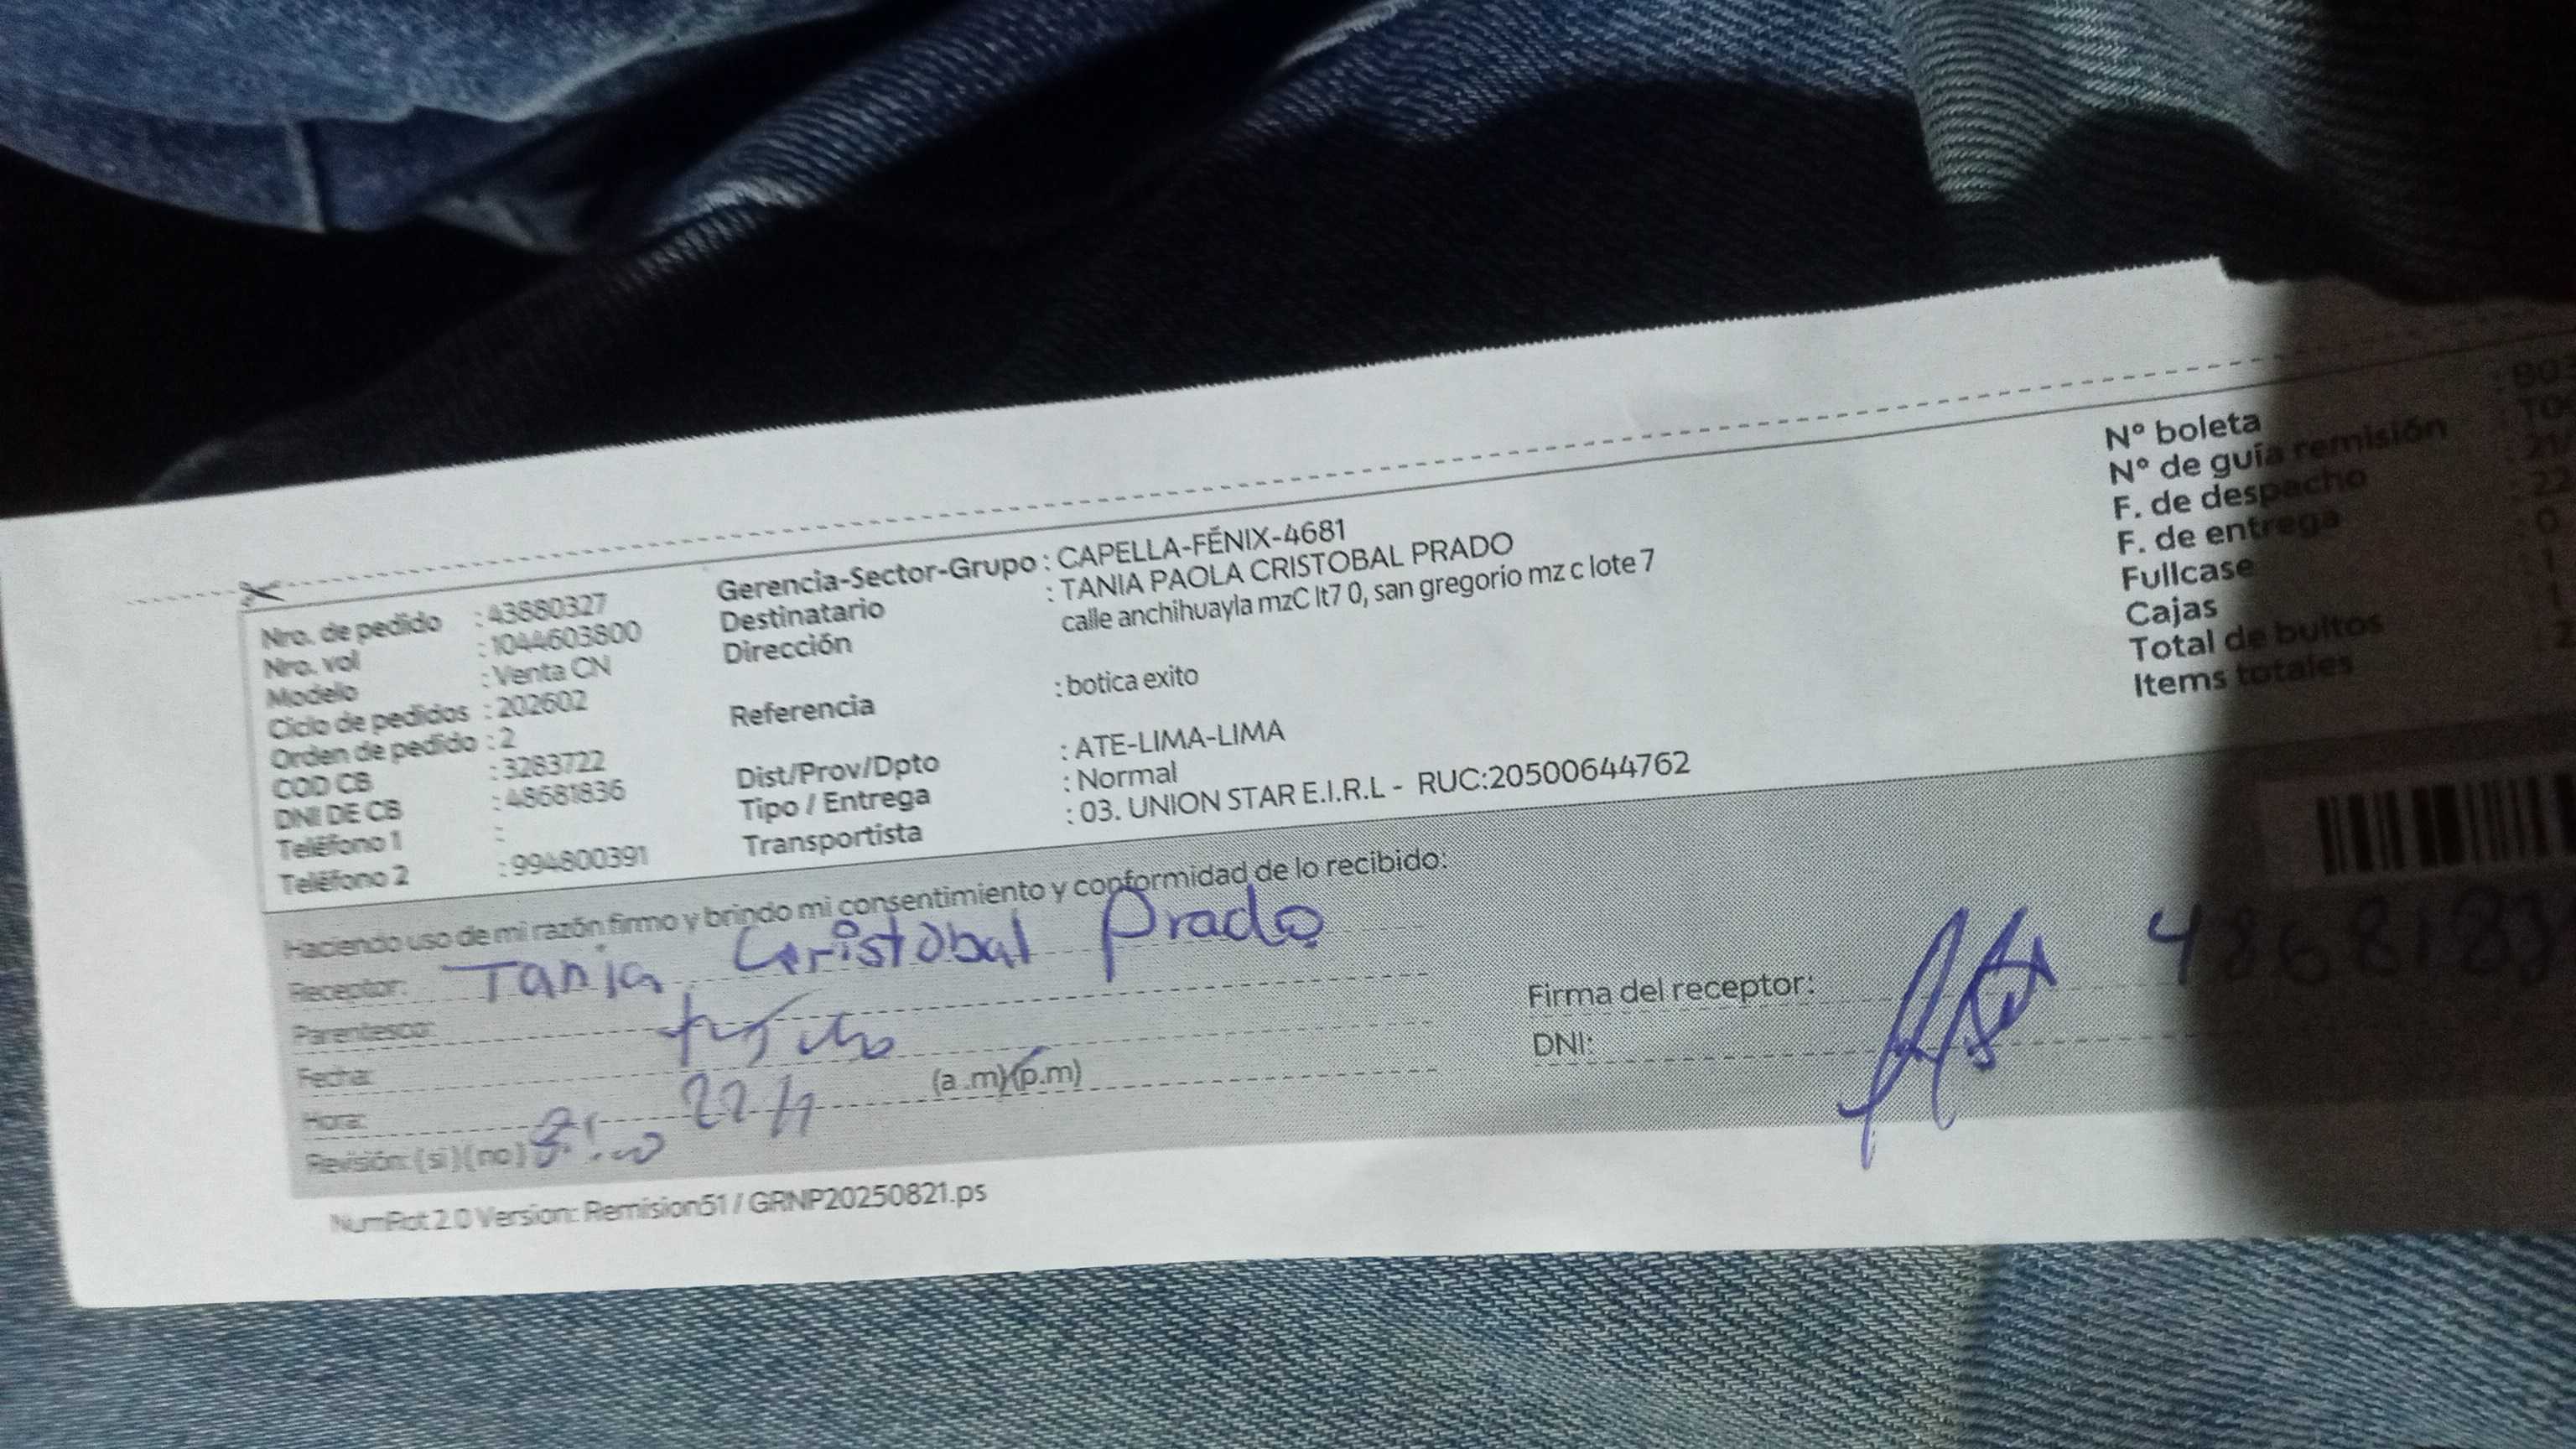 Nro. de pedido : 43880327
Nro. vol : 1044603800
Modelo : Venta CN
Ciclo de pedidos : 202602
Orden de pedido : 2
COD CB : 3283722
DNI DE CB : 48681836
Teléfono 1 :
Teléfono 2 : 994800391
Gerencia-Sector-Grupo : CAPELLA-FÉNIX-4681
Destinatario : TANIA PAOLA CRISTOBAL PRADO
Dirección calle anchihuayla mzC lt7 0, san gregorio mz c lote 7
Referencia : botica exito
Dist/Prov/Dpto : ATE-LIMA-LIMA
Tipo / Entrega : Normal
Transportista : 03. UNION STAR E.I.R.L - RUC:20500644762
N° boleta
N° de guía remisión
F. de despacho
F. de entrega
Fullcase
Cajas
Total de bultos
Items totales
Haciendo uso de mi razón firmo y brindo mi consentimiento y conformidad de lo recibido:
Receptor: Tania Cristobal Prado
Parentesco:
Fecha:
Hora: (a .m)(p.m)
Revisión: (si)(no)
Firma del receptor:
DNI:
NumRot 2.0 Version: Remision51 / GRNP20250821.ps